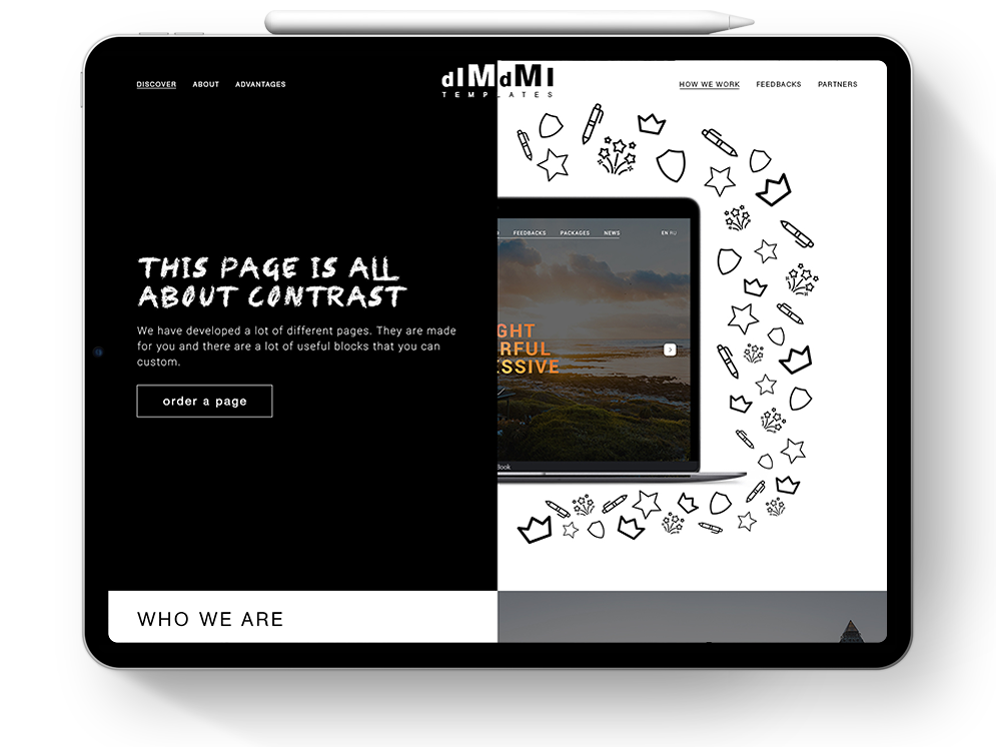 DISCOVER ABOUT ADVANTAGES
dIMdMI
TEMPLATES
HOW WE WORK FEEDBACKS PARTNERS
FEEDBACKS PACKAGES NEWS EN RU
THIS PAGE IS ALL
ABOUT CONTRAST
We have developed a lot of different pages. They are made
for you and there are a lot of useful blocks that you can
custom.
order a page
GHT
RFUL
ESSIVE
Book
WHO WE ARE